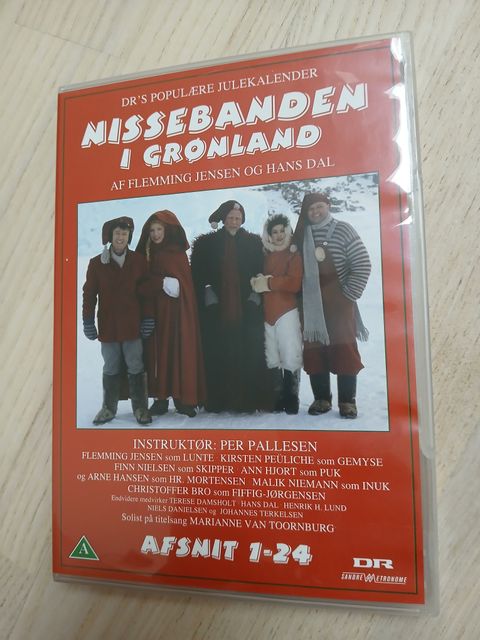 DR'S POPULÆRE JULEKALENDER
NISSEBANDEN
I GRØNLAND
AF FLEMMING JENSEN OG HANS DAL
INSTRUKTØR: PER PALLESEN
FLEMMING JENSEN som LUNTE KIRSTEN PEÜLICHE som GEMYSE
FINN NIELSEN som SKIPPER ANN HJORT som PUK
og ARNE HANSEN som HR. MORTENSEN MALIK NIEMANN som INUK
CHRISTOFFER BRO som FIFFIG-JØRGENSEN
Endvidere medvirker TERESE DAMSHOLT HANS DAL HENRIK H. LUND
NIELS DANIELSEN og JOHANNES TERKELSEN
Solist på titelsang MARIANNE VAN TOORNBURG
A
AFSNIT 1-24
DR
SANDREW METRONOME